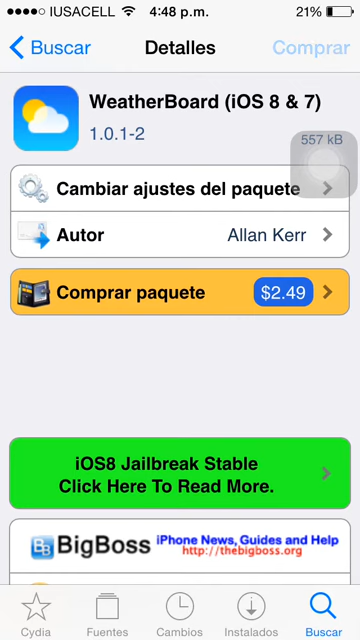 IUSACELL 4:48 p.m. 21%
Buscar Detalles Comprar
WeatherBoard (iOS 8 & 7)
1.0.1-2
557 kB
Cambiar ajustes del paquete
Autor Allan Kerr
Comprar paquete $2.49
iOS8 Jailbreak Stable
Click Here To Read More.
BB BigBoss iPhone News, Guides and Help
http://thebigboss.org
Cydia Fuentes Cambios Instalados Buscar